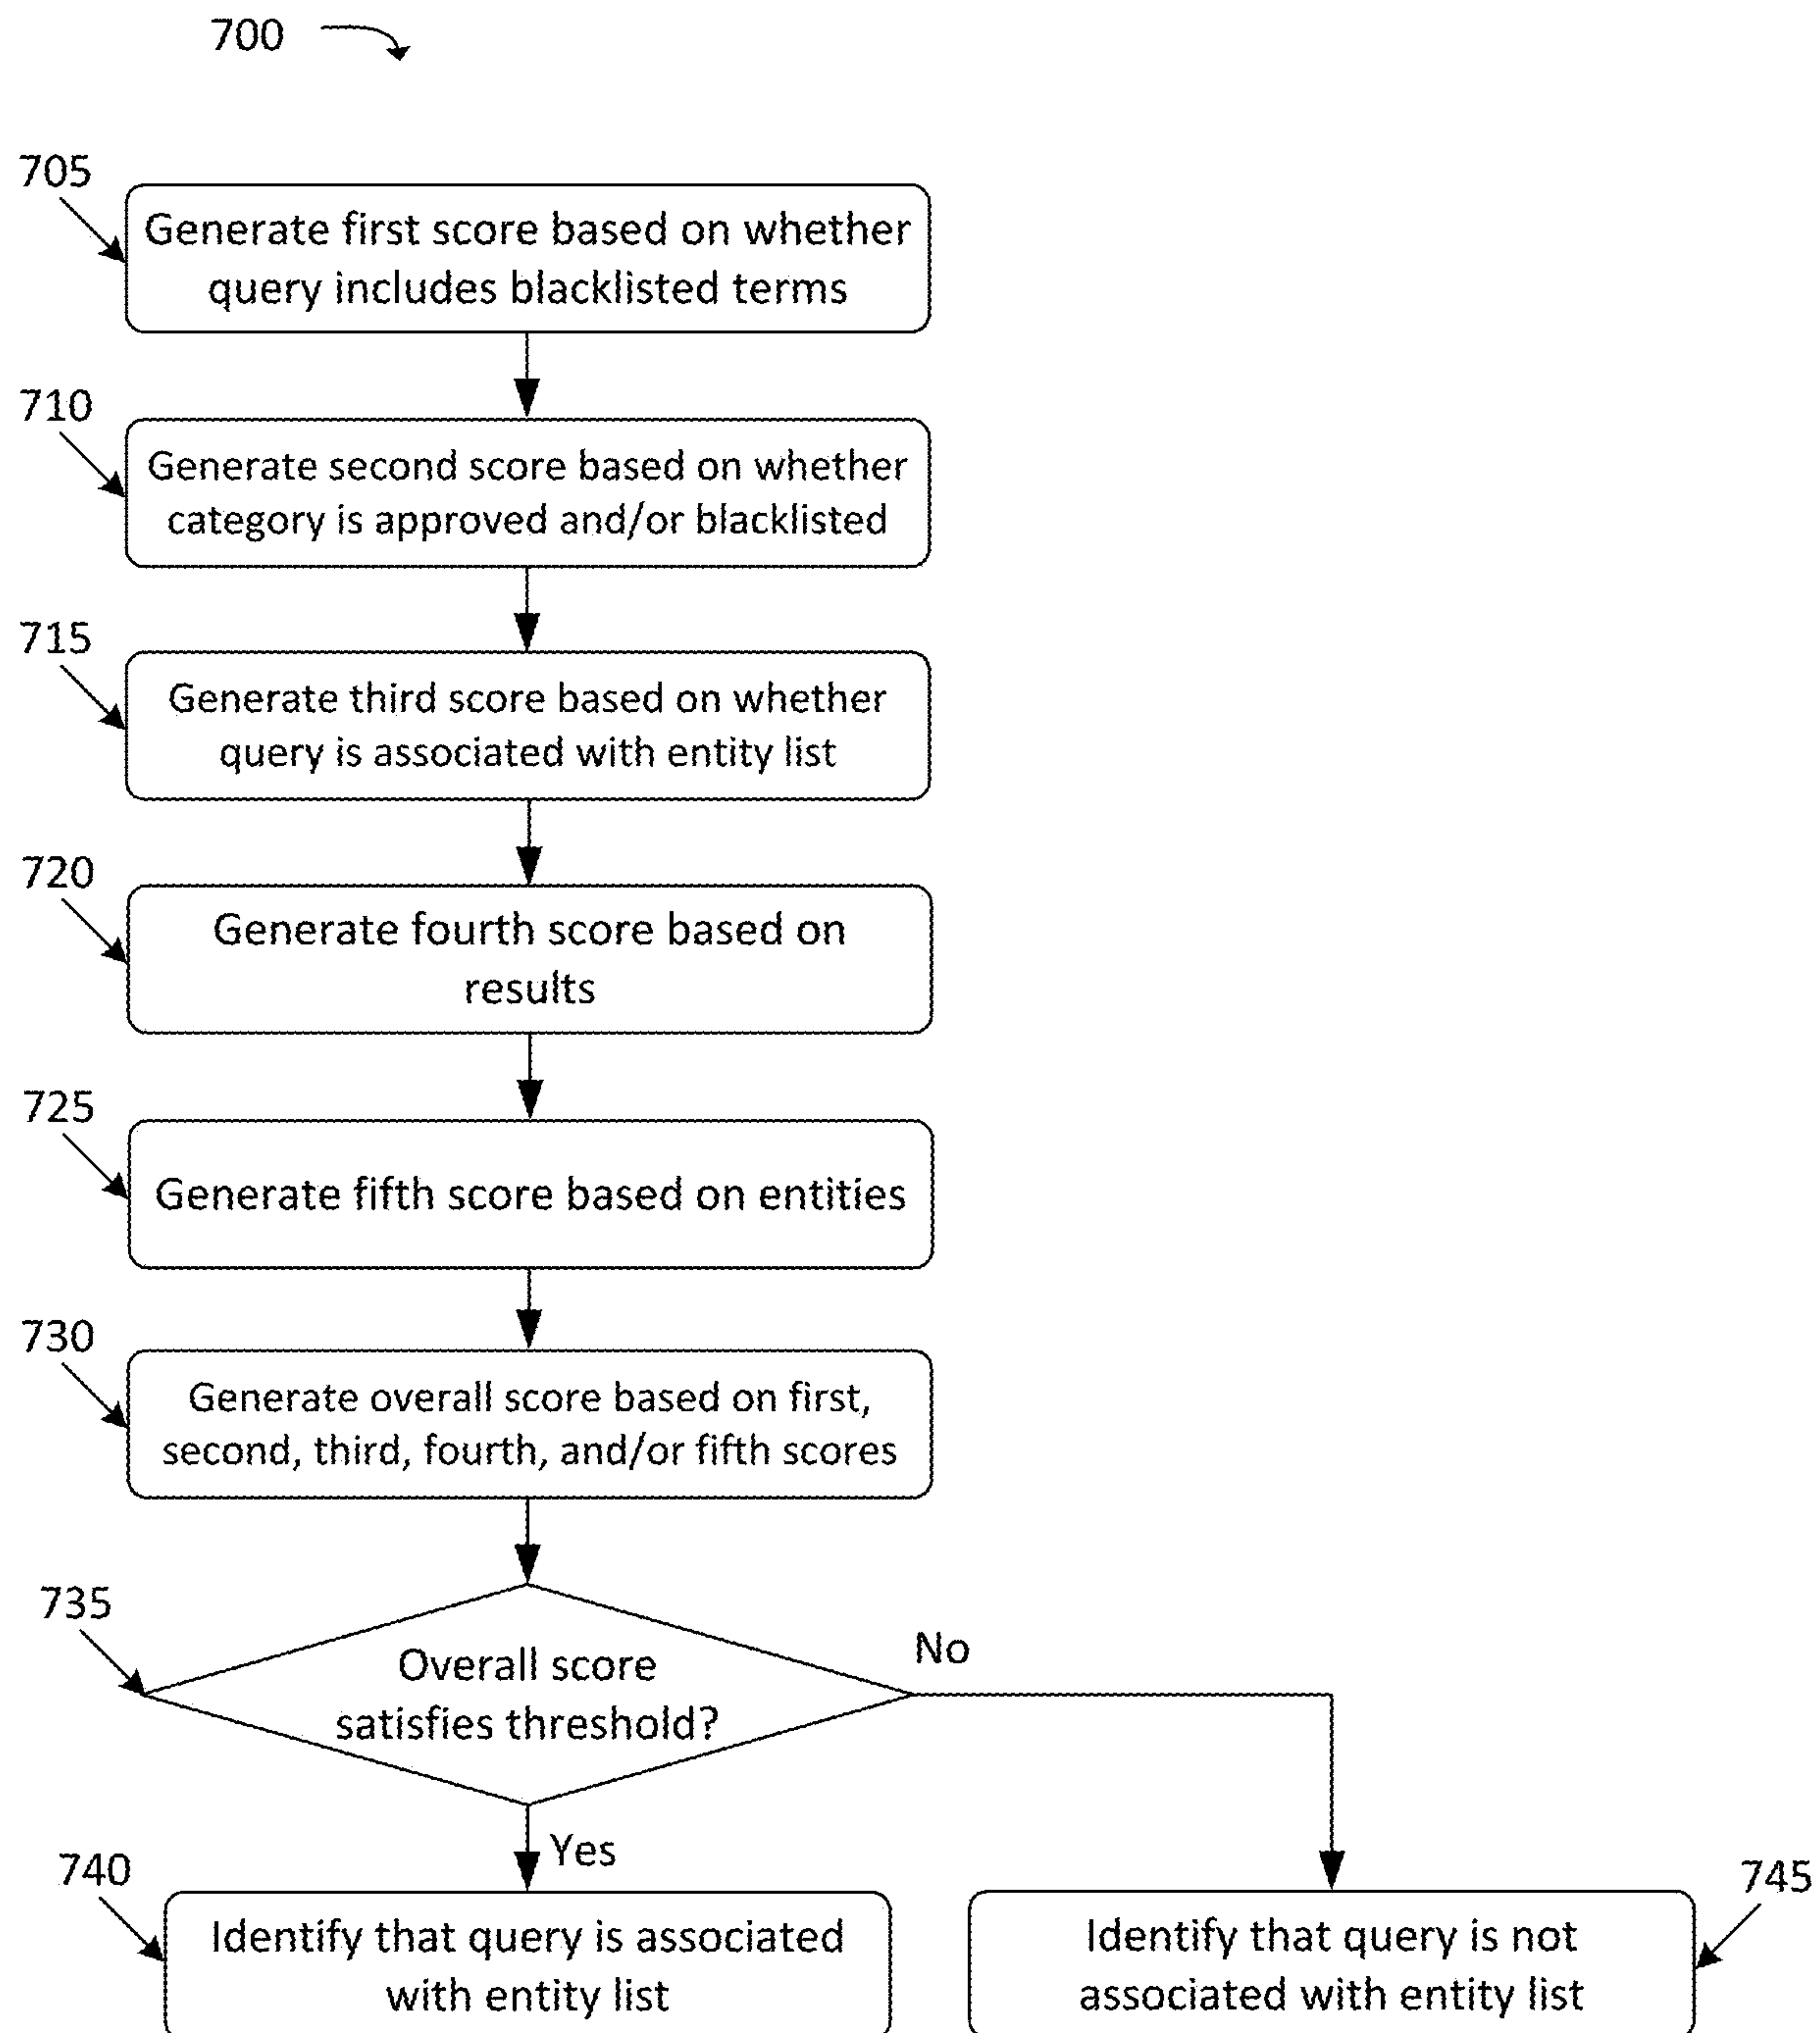 700
705
Generate first score based on whether
query includes blacklisted terms
710
Generate second score based on whether
category is approved and/or blacklisted
715
Generate third score based on whether
query is associated with entity list
720
Generate fourth score based on
results
725
Generate fifth score based on entities
730
Generate overall score based on first,
second, third, fourth, and/or fifth scores
735
Overall score
satisfies threshold?
No
Yes
740
Identify that query is associated
with entity list
745
Identify that query is not
associated with entity list